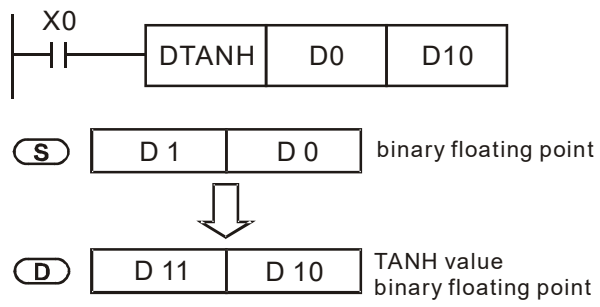 X0
DTANH D0 D10
S D 1 D 0 binary floating point
D D 11 D 10 TANH value
binary floating point